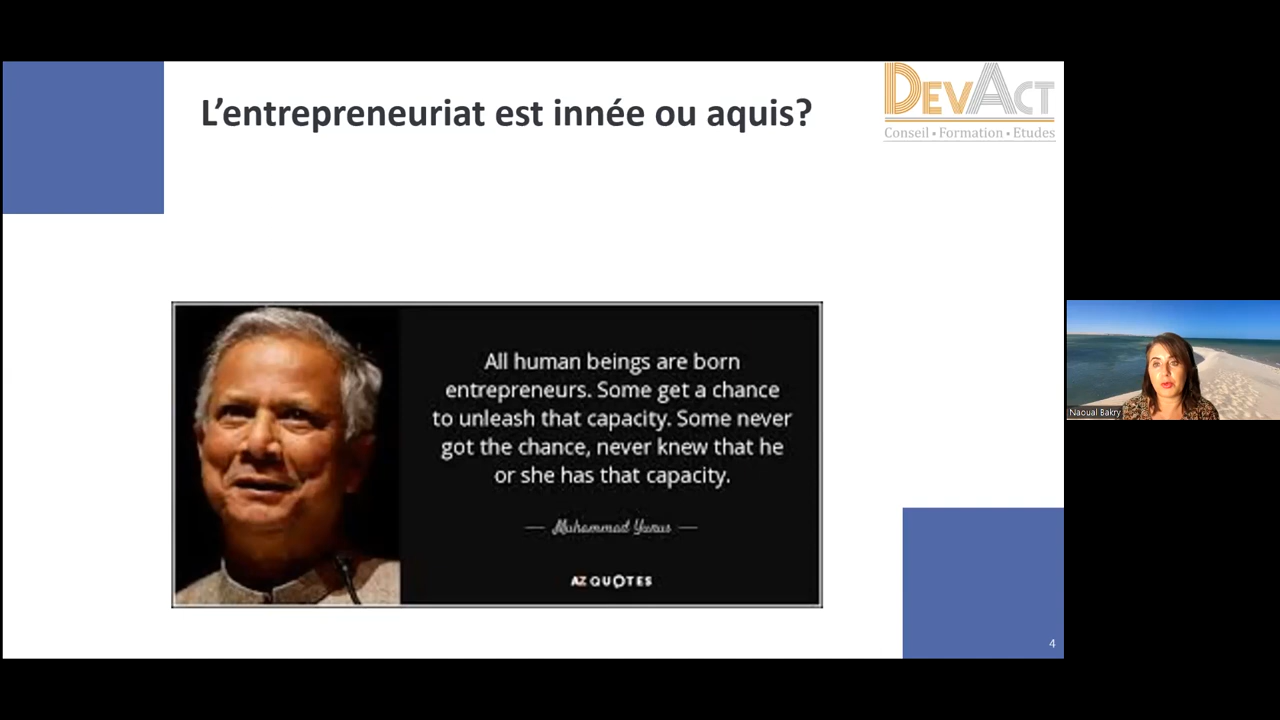 L'entrepreneuriat est innée ou aquis?
DEVACT
Conseil • Formation • Etudes
All human beings are born
entrepreneurs. Some get a chance
to unleash that capacity. Some never
got the chance, never knew that he
or she has that capacity.
— Muhammad Yunus —
AZ QUOTES
Naoual Bakry
4